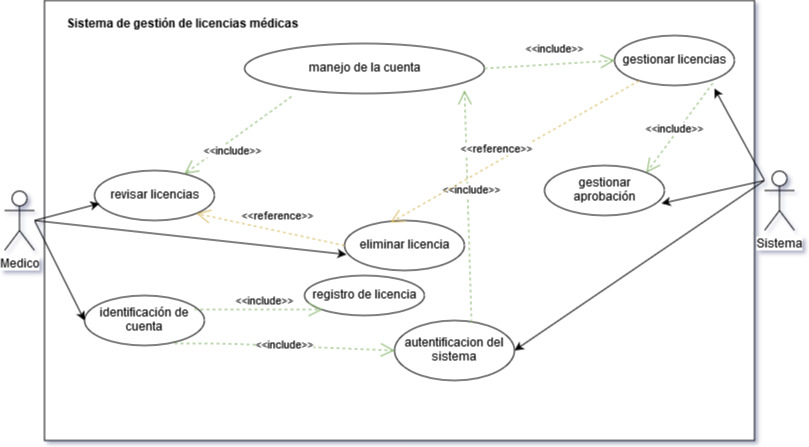 Sistema de gestión de licencias médicas
<<include>>
gestionar licencias
manejo de la cuenta
<<include>>
<<include>>
<<reference>>
gestionar
aprobación
revisar licencias
<<include>>
<<reference>>
eliminar licencia
Medico
Sistema
registro de licencia
<<include>>
identificación de
cuenta
<<include>>
autentificacion del
sistema